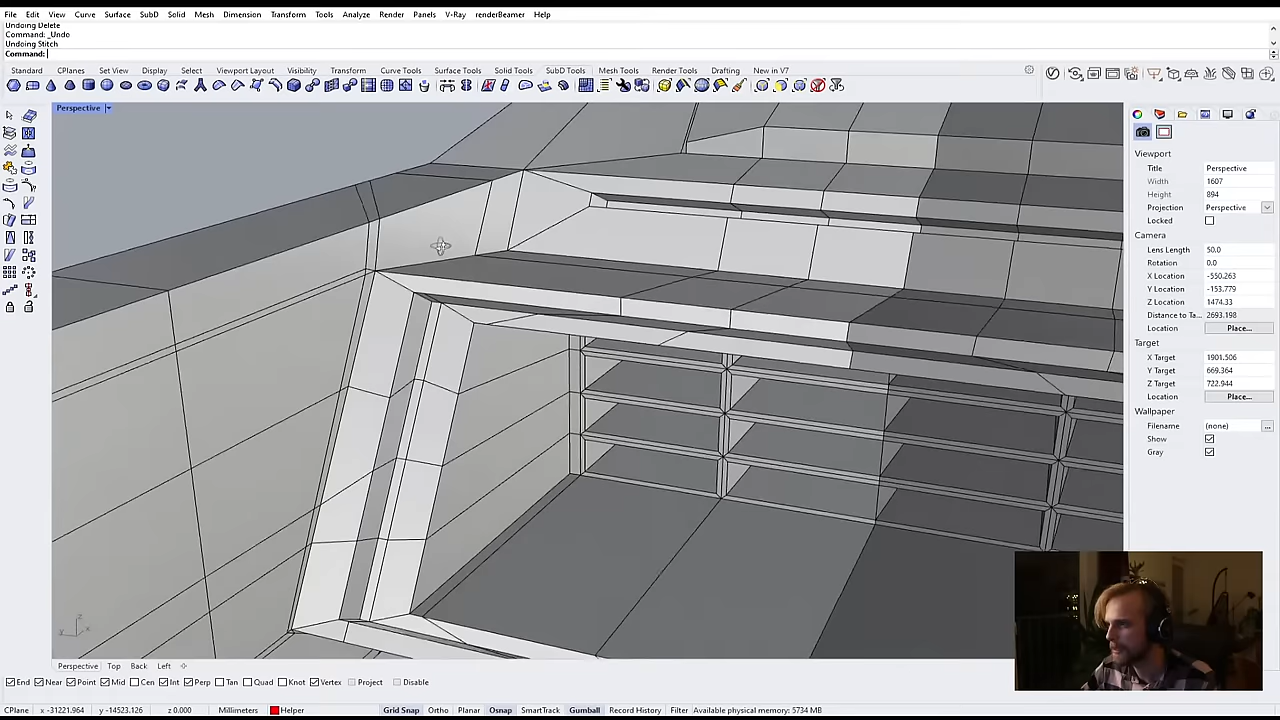 File Edit View Curve Surface SubD Solid Mesh Dimension Transform Tools Analyze Render Panels V-Ray renderBeamer Help
Undoing Delete
Command: _Undo
Undoing Stitch
Command:
Standard CPlanes Set View Display Select Viewport Layout Visibility Transform Curve Tools Surface Tools Solid Tools SubD Tools Mesh Tools Render Tools Drafting New in V7
Perspective
Viewport
Title Perspective
Width 1607
Height 894
Projection Perspective
Locked
Camera
Lens Length 50.0
Rotation 0.0
X Location -550.263
Y Location -153.779
Z Location 1474.33
Distance to Ta... 2693.198
Location Place...
Target
X Target 1901.506
Y Target 669.364
Z Target 722.944
Location Place...
Wallpaper
Filename (none) ...
Show
Gray
z
y x
Perspective Top Back Left
End Near Point Mid Cen Int Perp Tan Quad Knot Vertex Project Disable
CPlane x -31221.964 y -14523.126 z 0.000 Millimeters Helper Grid Snap Ortho Planar Osnap SmartTrack Gumball Record History Filter Available physical memory: 5734 MB